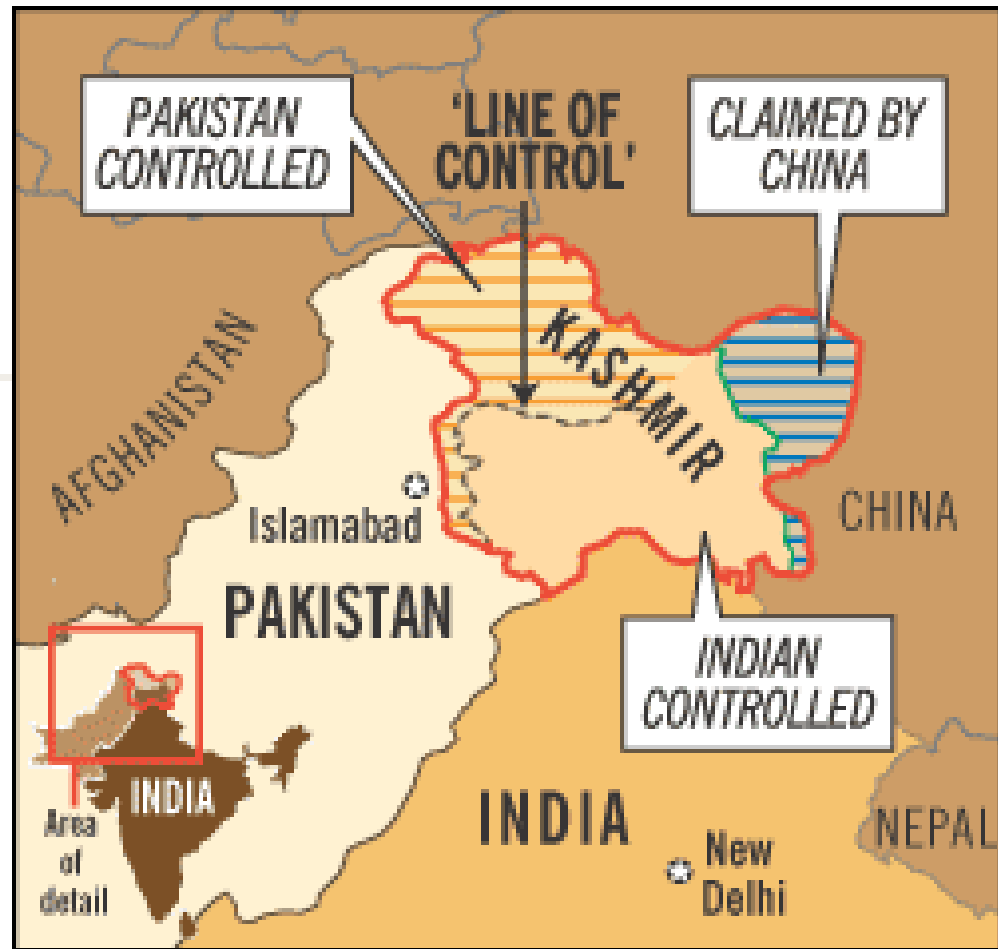 PAKISTAN
CONTROLLED
'LINE OF
CONTROL'
CLAIMED BY
CHINA
KASHMIR
AFGHANISTAN
CHINA
Islamabad
PAKISTAN
INDIAN
CONTROLLED
INDIA
Area
of
detail
INDIA
New
Delhi
NEPAL